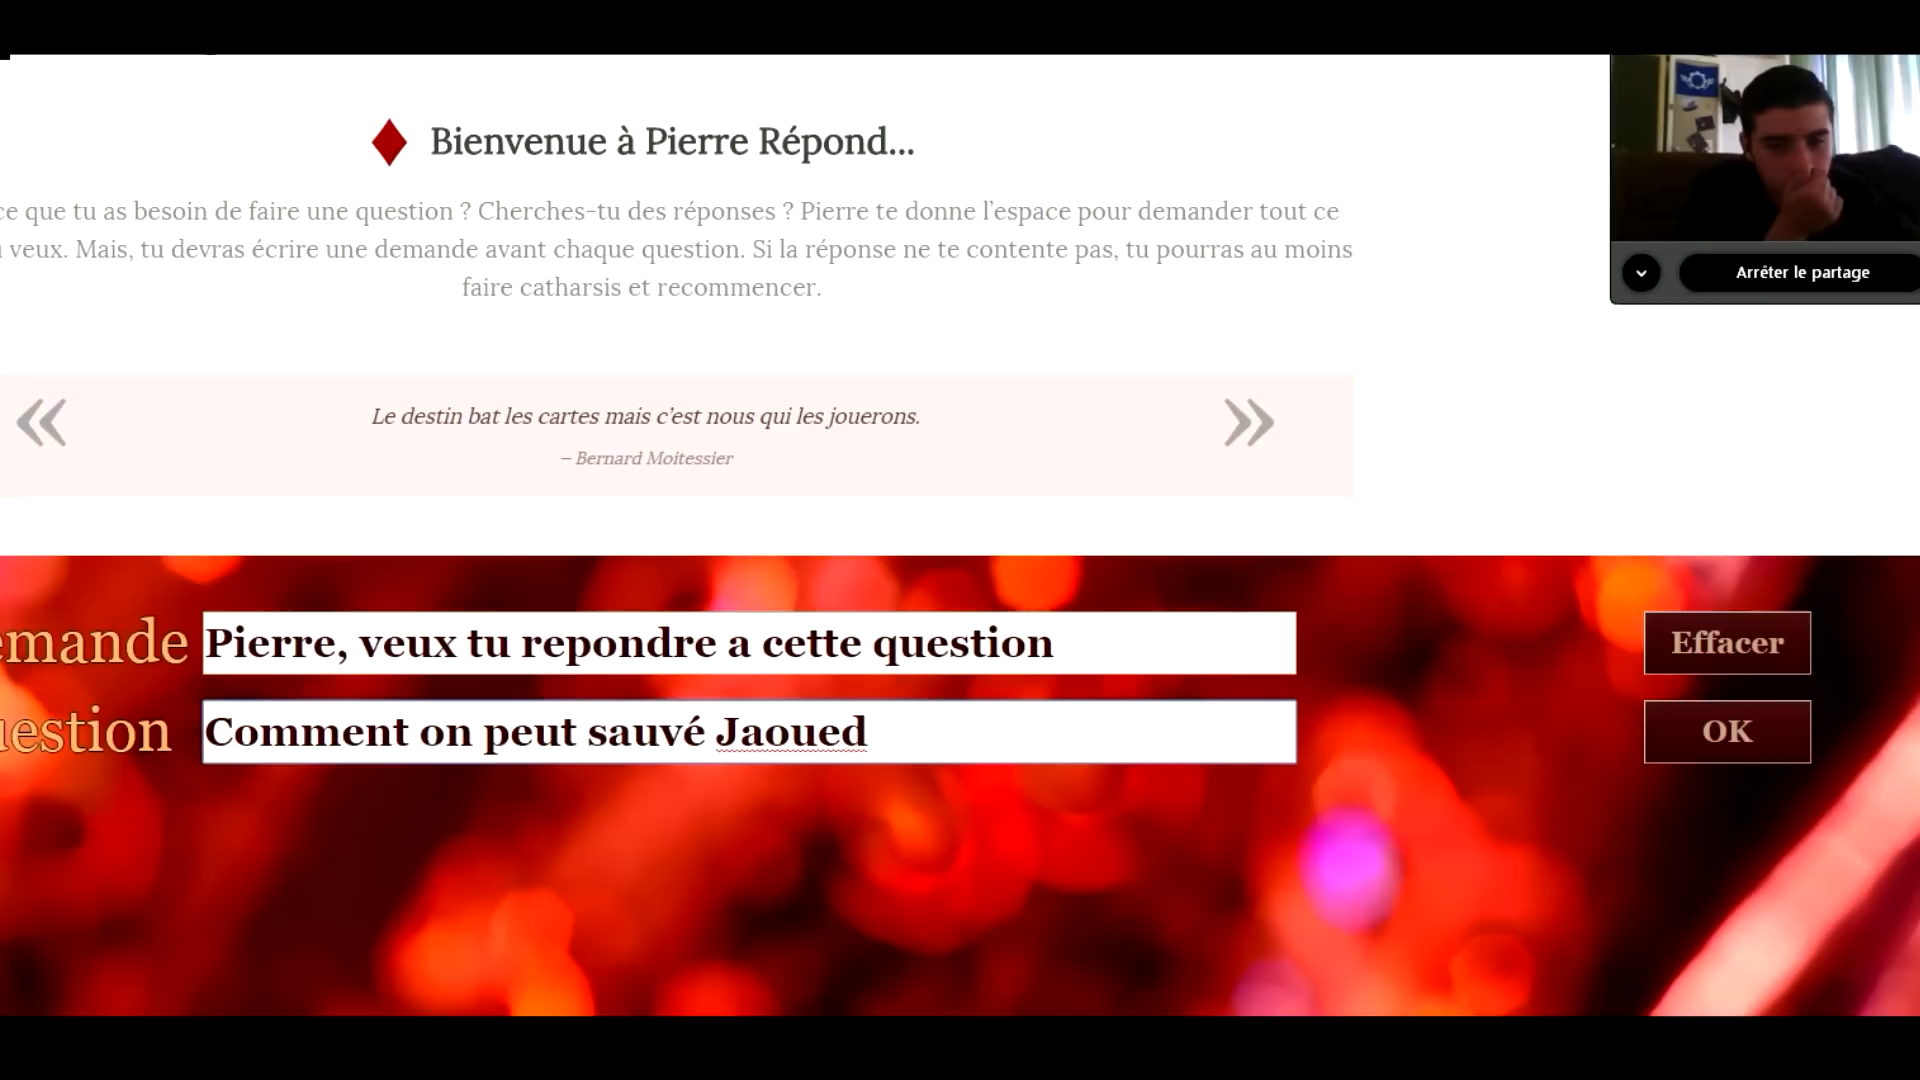 Bienvenue à Pierre Répond...
ce que tu as besoin de faire une question ? Cherches-tu des réponses ? Pierre te donne l'espace pour demander tout ce
veux. Mais, tu devras écrire une demande avant chaque question. Si la réponse ne te contente pas, tu pourras au moins
faire catharsis et recommencer.
Arrêter le partage
« Le destin bat les cartes mais c'est nous qui les jouerons. »
– Bernard Moitessier
emande Pierre, veux tu repondre a cette question Effacer
uestion Comment on peut sauvé Jaoued OK